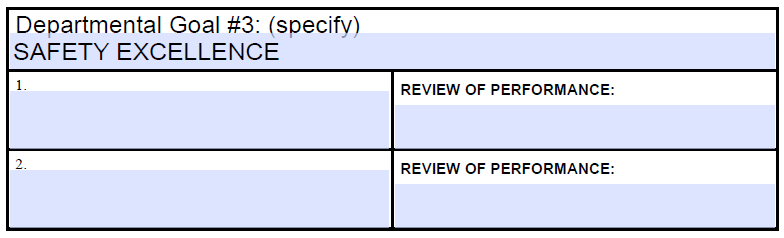 Departmental Goal #3: (specify)
SAFETY EXCELLENCE
1.
REVIEW OF PERFORMANCE:
2.
REVIEW OF PERFORMANCE: